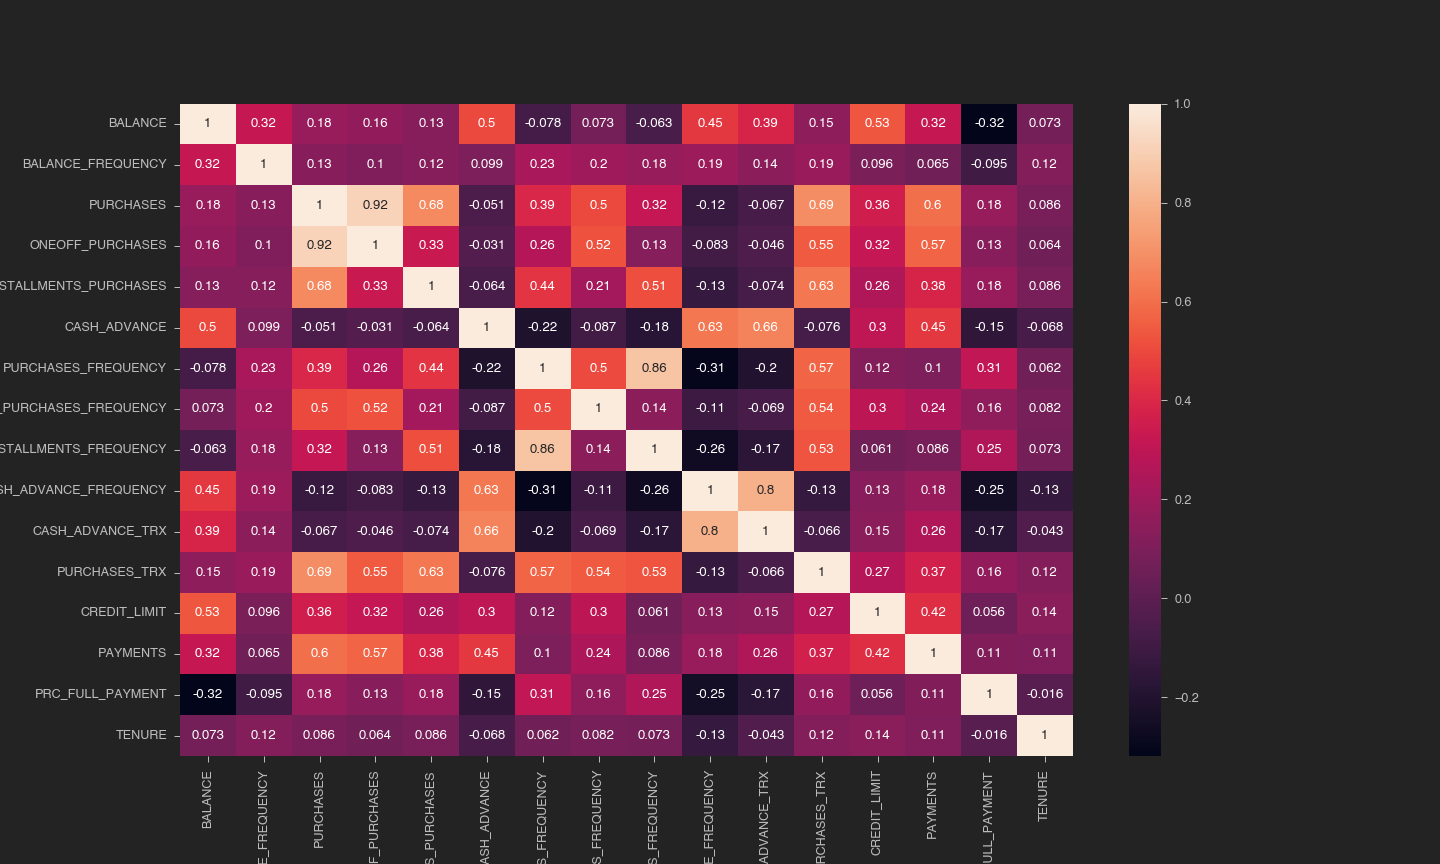 BALANCE 1 0.32 0.18 0.16 0.13 0.5 -0.078 0.073 -0.063 0.45 0.39 0.15 0.53 0.32 -0.32 0.073 1.0
BALANCE_FREQUENCY 0.32 1 0.13 0.1 0.12 0.099 0.23 0.2 0.18 0.19 0.14 0.19 0.096 0.065 -0.095 0.12
PURCHASES 0.18 0.13 1 0.92 0.68 -0.051 0.39 0.5 0.32 -0.12 -0.067 0.69 0.36 0.6 0.18 0.086 0.8
ONEOFF_PURCHASES 0.16 0.1 0.92 1 0.33 -0.031 0.26 0.52 0.13 -0.083 -0.046 0.55 0.32 0.57 0.13 0.064
STALLMENTS_PURCHASES 0.13 0.12 0.68 0.33 1 -0.064 0.44 0.21 0.51 -0.13 -0.074 0.63 0.26 0.38 0.18 0.086 0.6
CASH_ADVANCE 0.5 0.099 -0.051 -0.031 -0.064 1 -0.22 -0.087 -0.18 0.63 0.66 -0.076 0.3 0.45 -0.15 -0.068
PURCHASES_FREQUENCY -0.078 0.23 0.39 0.26 0.44 -0.22 1 0.5 0.86 -0.31 -0.2 0.57 0.12 0.1 0.31 0.062
_PURCHASES_FREQUENCY 0.073 0.2 0.5 0.52 0.21 -0.087 0.5 1 0.14 -0.11 -0.069 0.54 0.3 0.24 0.16 0.082 0.4
STALLMENTS_FREQUENCY -0.063 0.18 0.32 0.13 0.51 -0.18 0.86 0.14 1 -0.26 -0.17 0.53 0.061 0.086 0.25 0.073
SH_ADVANCE_FREQUENCY 0.45 0.19 -0.12 -0.083 -0.13 0.63 -0.31 -0.11 -0.26 1 0.8 -0.13 0.13 0.18 -0.25 -0.13 0.2
CASH_ADVANCE_TRX 0.39 0.14 -0.067 -0.046 -0.074 0.66 -0.2 -0.069 -0.17 0.8 1 -0.066 0.15 0.26 -0.17 -0.043
PURCHASES_TRX 0.15 0.19 0.69 0.55 0.63 -0.076 0.57 0.54 0.53 -0.13 -0.066 1 0.27 0.37 0.16 0.12
CREDIT_LIMIT 0.53 0.096 0.36 0.32 0.26 0.3 0.12 0.3 0.061 0.13 0.15 0.27 1 0.42 0.056 0.14 0.0
PAYMENTS 0.32 0.065 0.6 0.57 0.38 0.45 0.1 0.24 0.086 0.18 0.26 0.37 0.42 1 0.11 0.11
PRC_FULL_PAYMENT -0.32 -0.095 0.18 0.13 0.18 -0.15 0.31 0.16 0.25 -0.25 -0.17 0.16 0.056 0.11 1 -0.016 −0.2
TENURE 0.073 0.12 0.086 0.064 0.086 -0.068 0.062 0.082 0.073 -0.13 -0.043 0.12 0.14 0.11 -0.016 1
BALANCE
E_FREQUENCY
PURCHASES
F_PURCHASES
S_PURCHASES
ASH_ADVANCE
S_FREQUENCY
S_FREQUENCY
S_FREQUENCY
E_FREQUENCY
ADVANCE_TRX
RCHASES_TRX
CREDIT_LIMIT
PAYMENTS
ULL_PAYMENT
TENURE